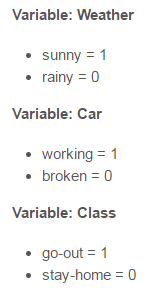 Variable: Weather
• sunny = 1
• rainy = 0
Variable: Car
• working = 1
• broken = 0
Variable: Class
• go-out = 1
• stay-home = 0